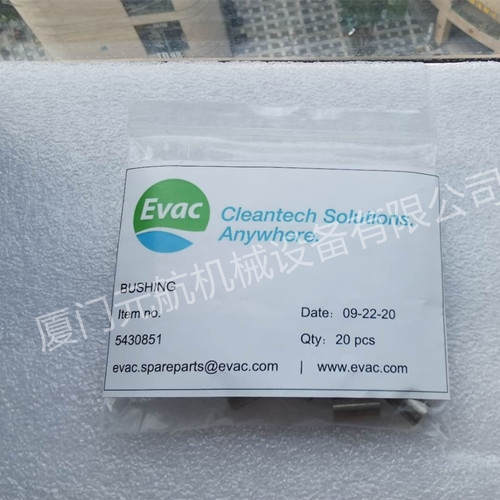 Evac
Cleantech Solutions.
Anywhere.
BUSHING
Item no.
Date: 09-22-20
5430851
Qty: 20 pcs
evac.spareparts@evac.com | www.evac.com
厦门亓航机械设备有限公司